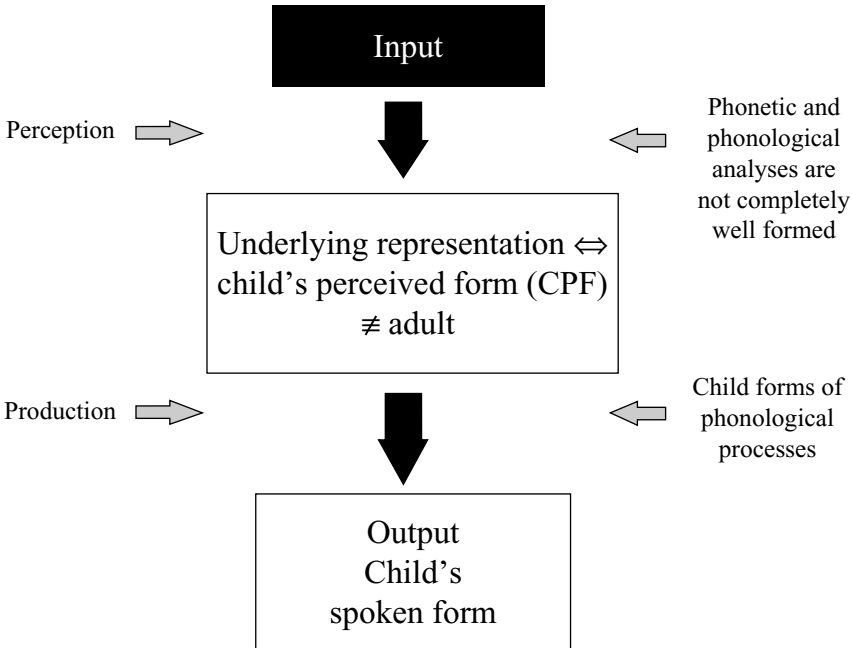 Input
Perception
Phonetic and
phonological
analyses are
not completely
well formed
Underlying representation ⇔
child’s perceived form (CPF)
≢ adult
Production
Child forms of
phonological
processes
Output
Child’s
spoken form